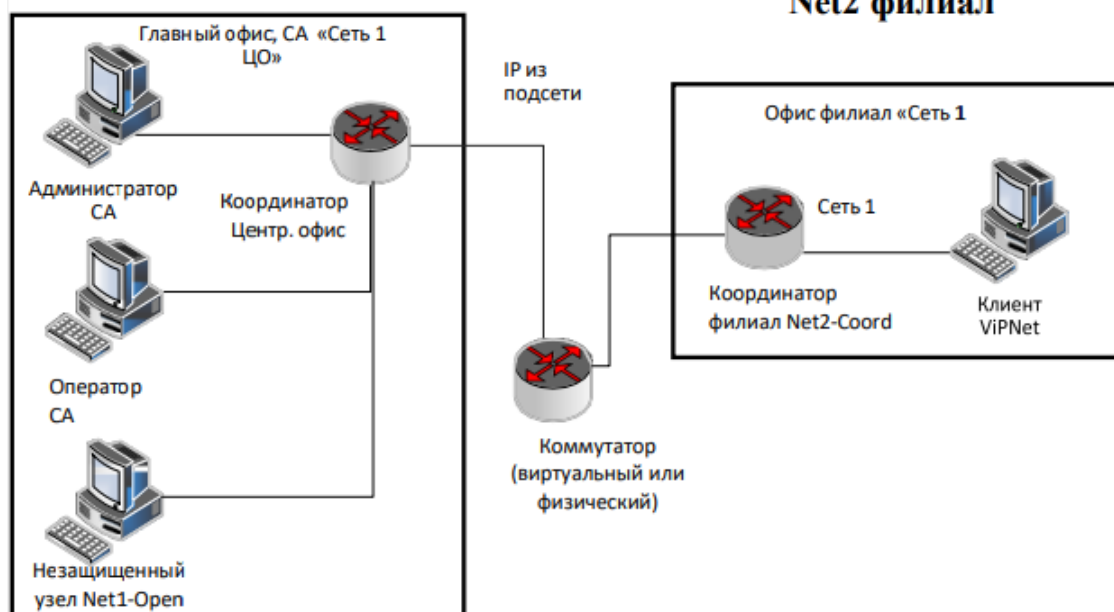 Net2 филиал
Главный офис, СА «Сеть 1
ЦО»
IP из
подсети
Офис филиал «Сеть 1
Администратор
СА
Координатор
Центр. офис
Сеть 1
Координатор
филиал Net2-Coord
Клиент
ViPNet
Оператор
СА
Коммутатор
(виртуальный или
физический)
Незащищенный
узел Net1-Open